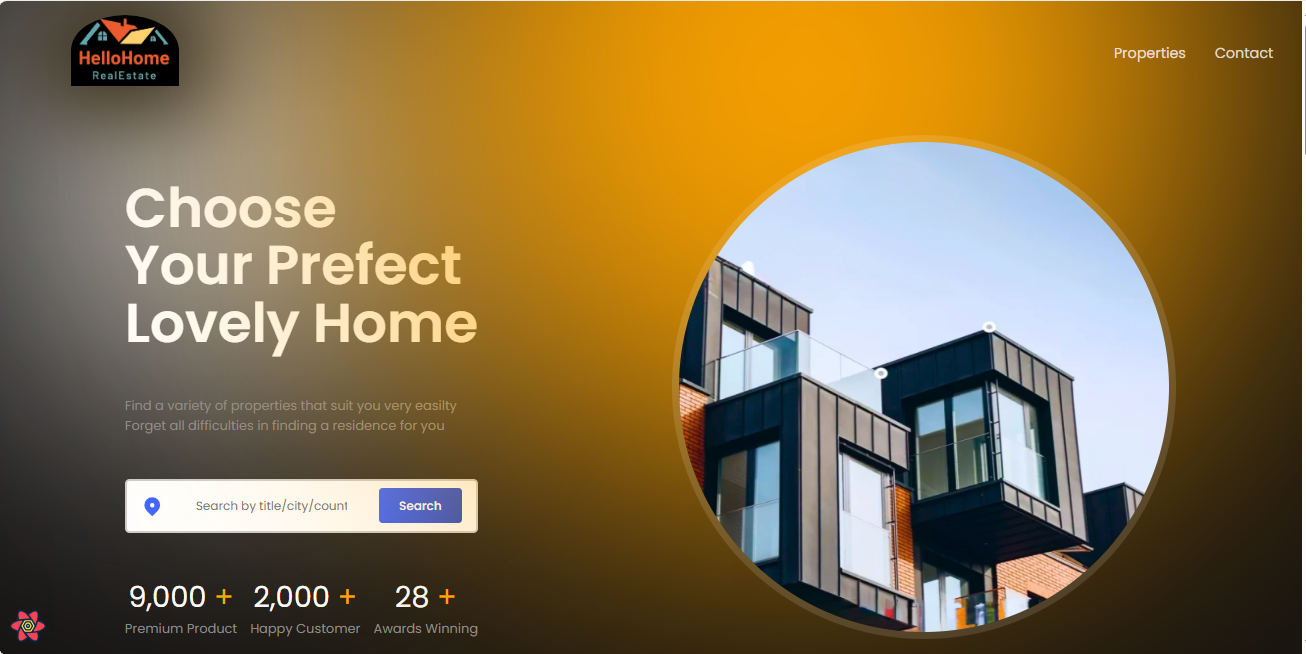 HelloHome
RealEstate
Properties
Contact
Choose
Your Prefect
Lovely Home
Find a variety of properties that suit you very easilty
Forget all difficulties in finding a residence for you
Search by title/city/count
Search
9,000 +
2,000 +
28 +
Premium Product
Happy Customer
Awards Winning